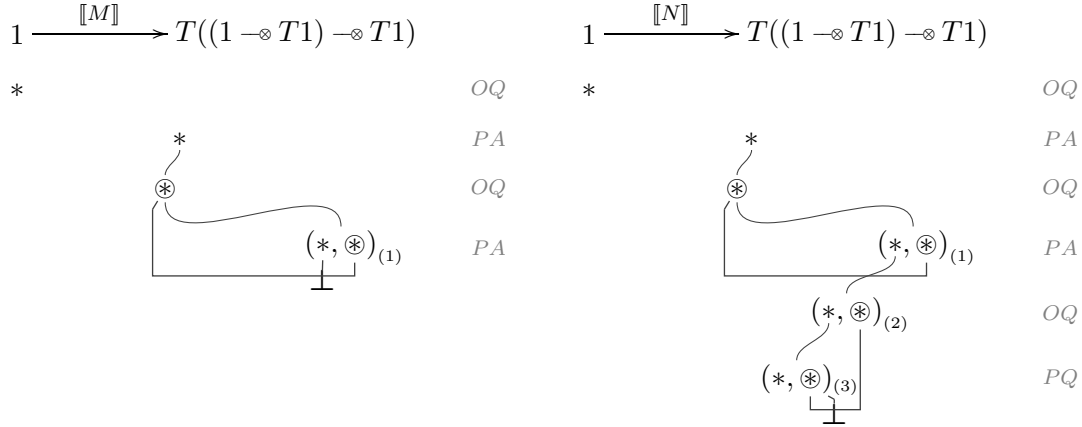 1 ⟦M⟧ T((1 ⊸⊗ T1) ⊸⊗ T1)
∗ OQ
∗ PA
⊛ OQ
(∗, ⊛)(1) PA
1 ⟦N⟧ T((1 ⊸⊗ T1) ⊸⊗ T1)
∗ OQ
∗ PA
⊛ OQ
(∗, ⊛)(1) PA
(∗, ⊛)(2) OQ
(∗, ⊛)(3) PQ